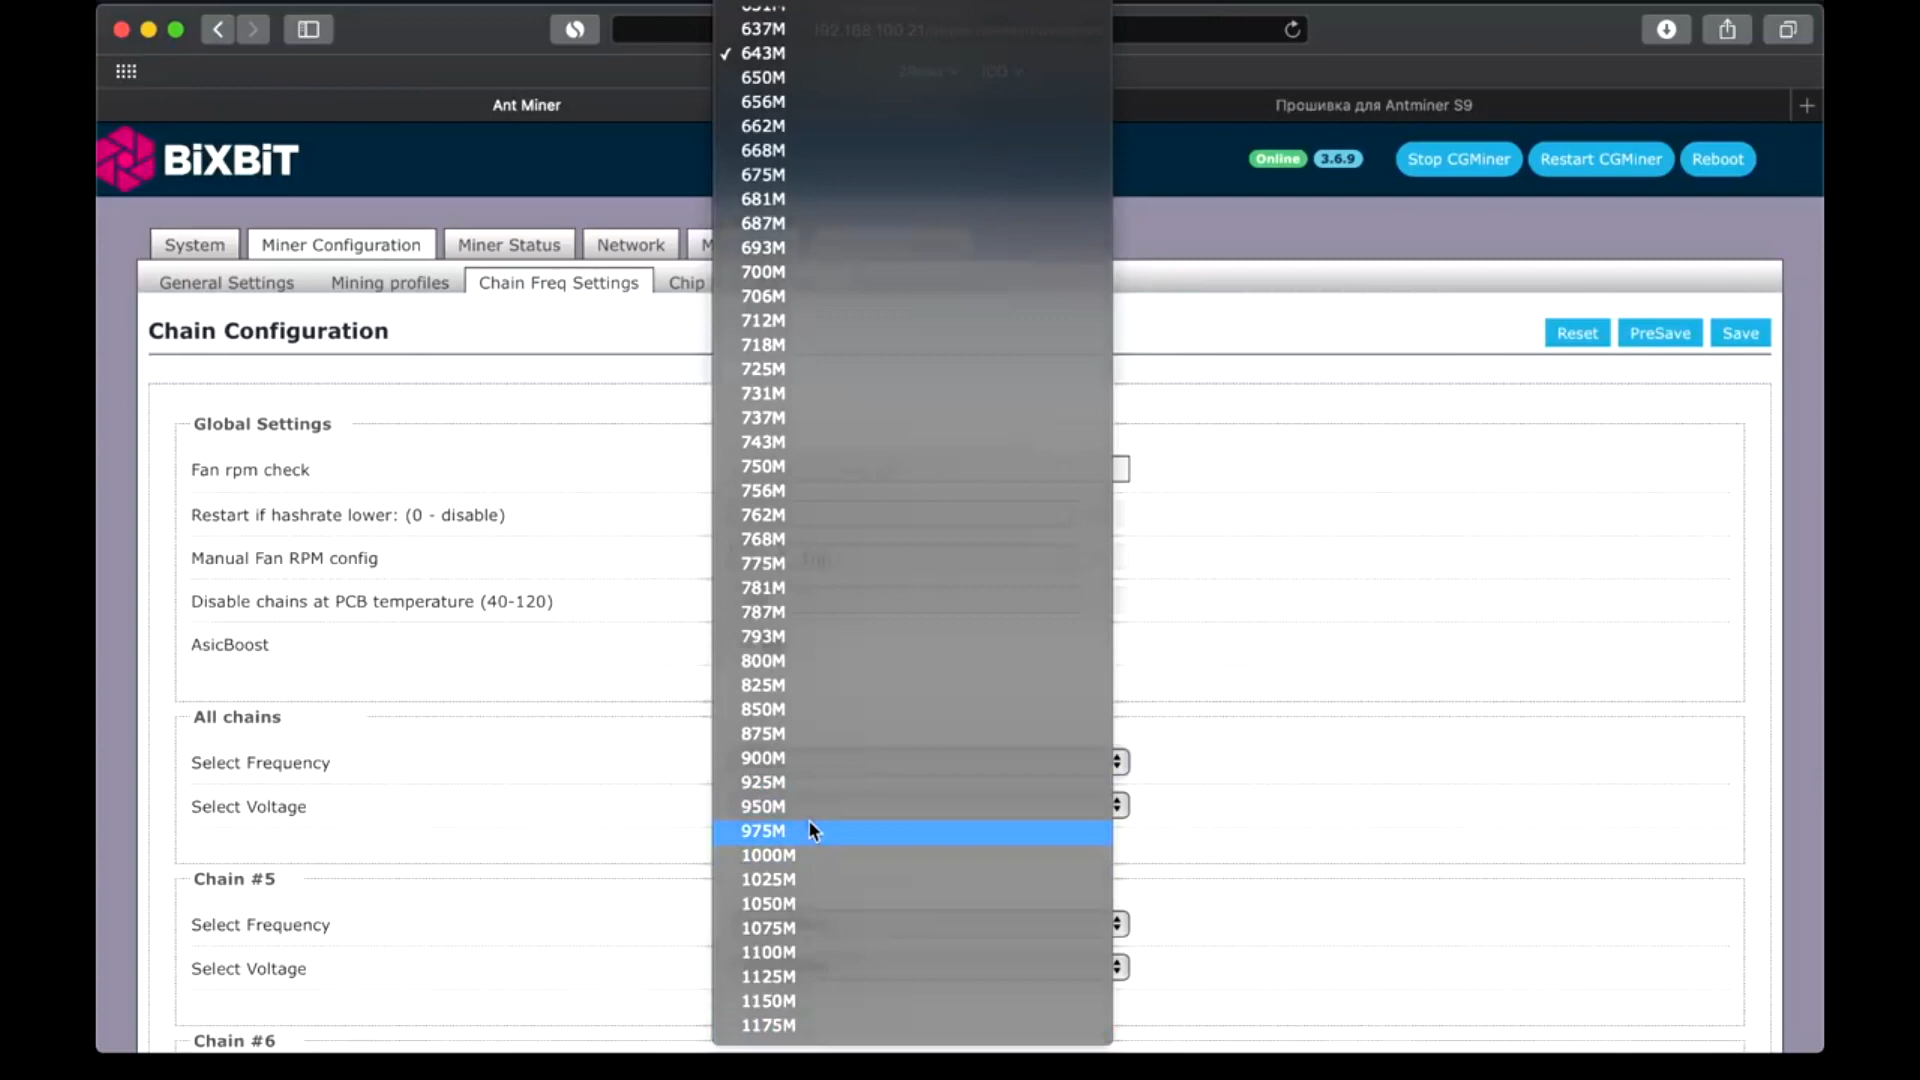 637M
✓ 643M
650M
656M
662M
668M
675M
681M
687M
693M
700M
706M
712M
718M
725M
731M
737M
743M
750M
756M
762M
768M
775M
781M
787M
793M
800M
825M
850M
875M
900M
925M
950M
975M
1000M
1025M
1050M
1075M
1100M
1125M
1150M
1175M
Ant Miner
Прошивка для Antminer S9
BiXBiT
Online 3.6.9 Stop CGMiner Restart CGMiner Reboot
System Miner Configuration Miner Status Network
General Settings Mining profiles Chain Freq Settings Chip
Chain Configuration
Reset PreSave Save
Global Settings
Fan rpm check
Restart if hashrate lower: (0 - disable)
Manual Fan RPM config
Disable chains at PCB temperature (40-120)
AsicBoost
All chains
Select Frequency
Select Voltage
Chain #5
Select Frequency
Select Voltage
Chain #6